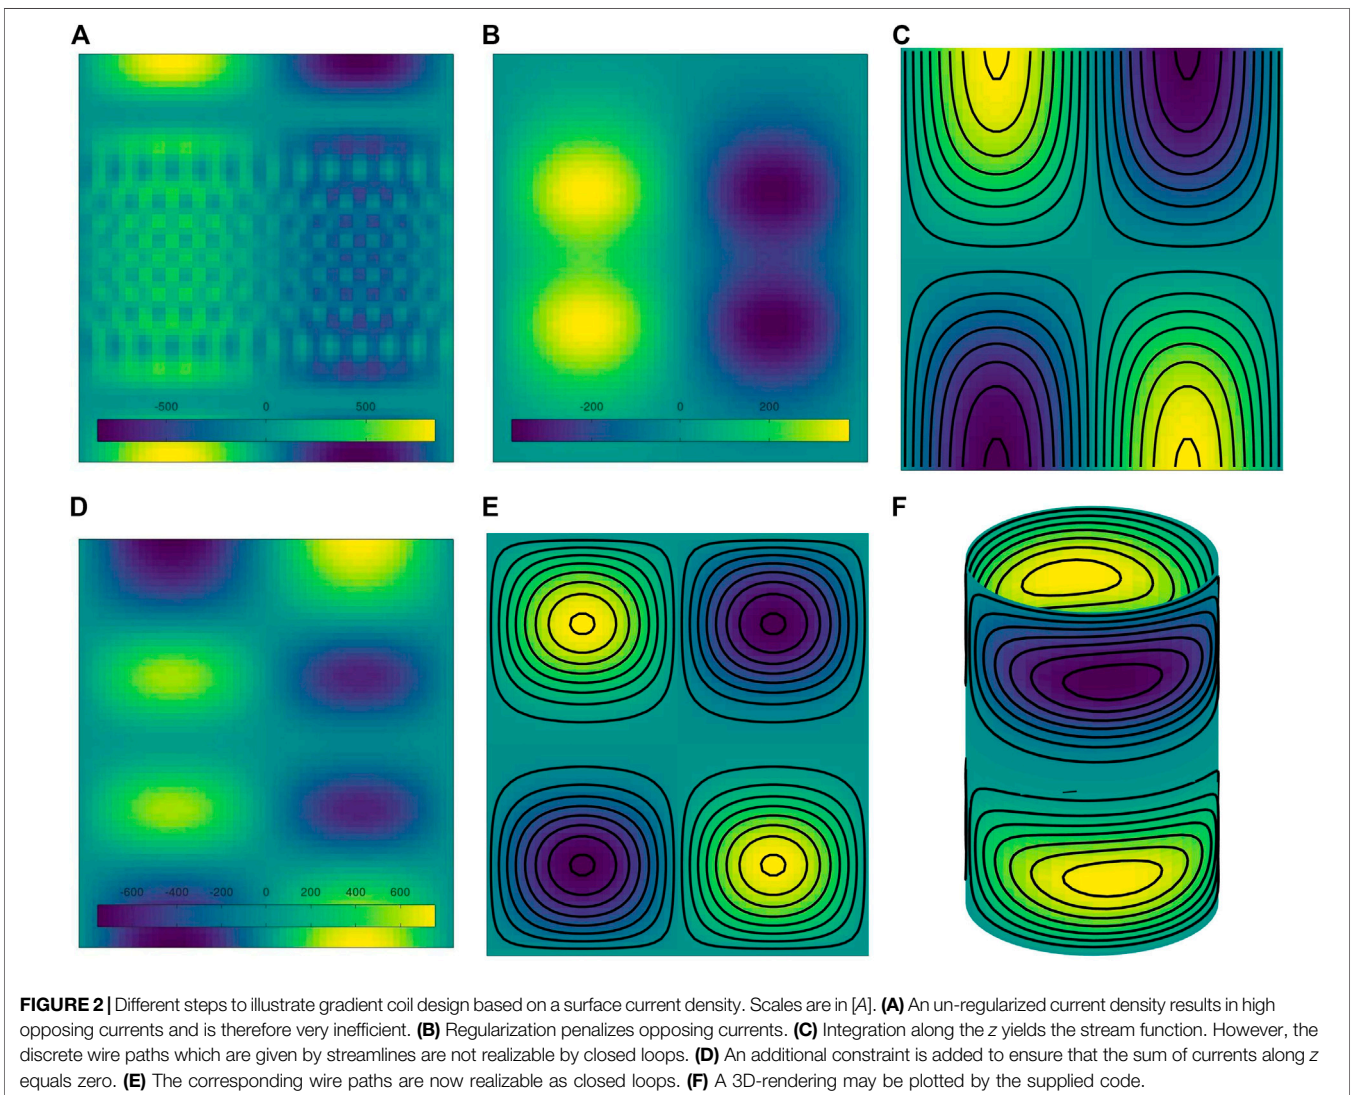 A
B
C
-500 0 500
-200 0 200
D
E
F
-600 -400 -200 0 200 400 600
FIGURE 2 | Different steps to illustrate gradient coil design based on a surface current density. Scales are in [A]. (A) An un-regularized current density results in high
opposing currents and is therefore very inefficient. (B) Regularization penalizes opposing currents. (C) Integration along the z yields the stream function. However, the
discrete wire paths which are given by streamlines are not realizable by closed loops. (D) An additional constraint is added to ensure that the sum of currents along z
equals zero. (E) The corresponding wire paths are now realizable as closed loops. (F) A 3D-rendering may be plotted by the supplied code.